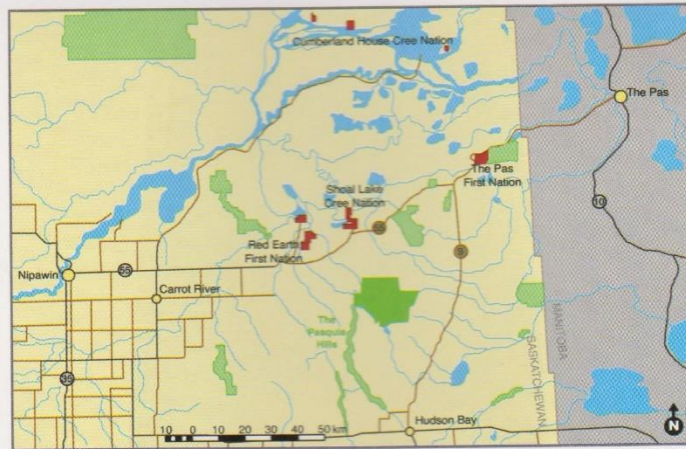 Cumberland House Cree Nation
The Pas
The Pas
First Nation
Shoal Lake
Cree Nation
10
55
9
Red Earth
First Nation
Nipawin
55
Carrot River
The
Pasquia
Hills
MANITOBA
SASKATCHEWAN
35
Hudson Bay
10 0 10 20 30 40 50 km
N